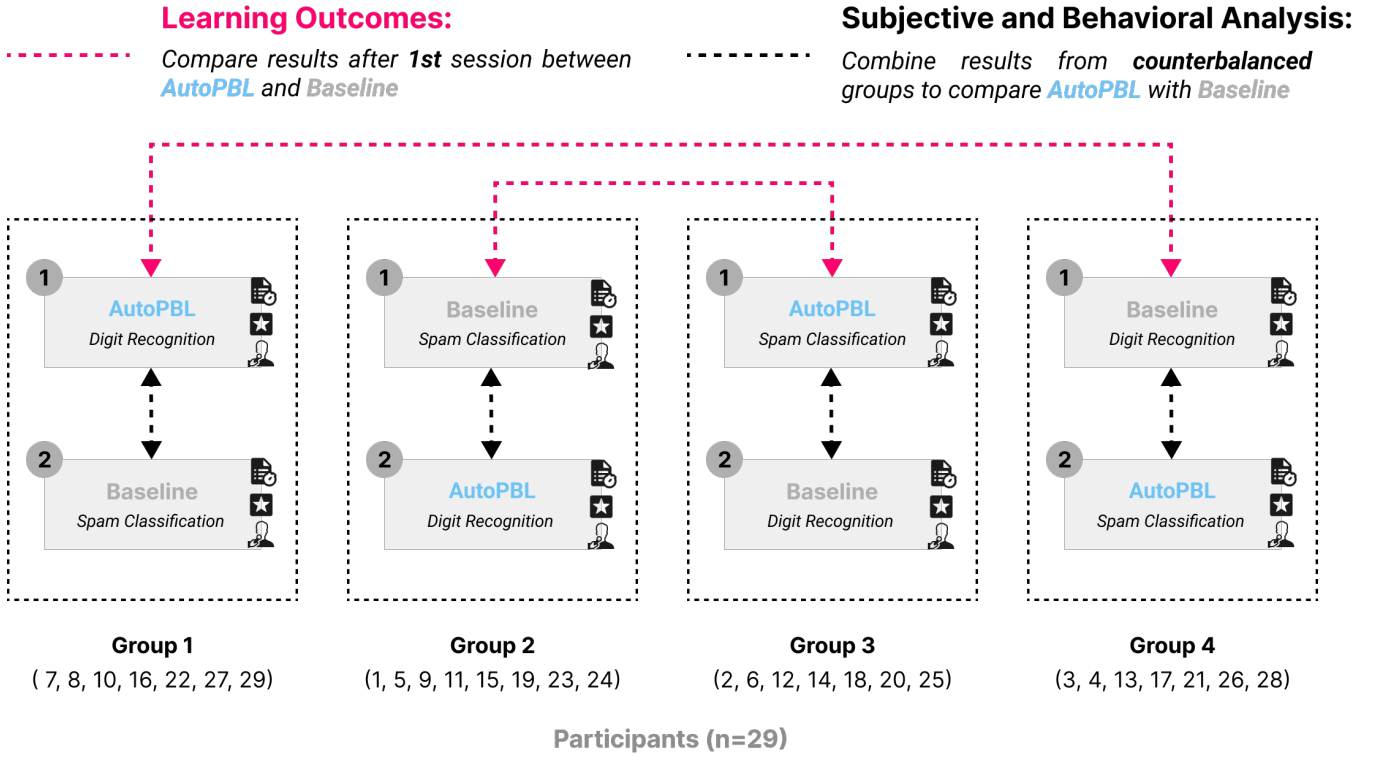 Learning Outcomes:
Compare results after 1st session between
AutoPBL and Baseline
Subjective and Behavioral Analysis:
Combine results from counterbalanced
groups to compare AutoPBL with Baseline
1
AutoPBL
Digit Recognition
2
Baseline
Spam Classification
Group 1
( 7, 8, 10, 16, 22, 27, 29)
1
Baseline
Spam Classification
2
AutoPBL
Digit Recognition
Group 2
(1, 5, 9, 11, 15, 19, 23, 24)
1
AutoPBL
Spam Classification
2
Baseline
Digit Recognition
Group 3
(2, 6, 12, 14, 18, 20, 25)
1
Baseline
Digit Recognition
2
AutoPBL
Spam Classification
Group 4
(3, 4, 13, 17, 21, 26, 28)
Participants (n=29)